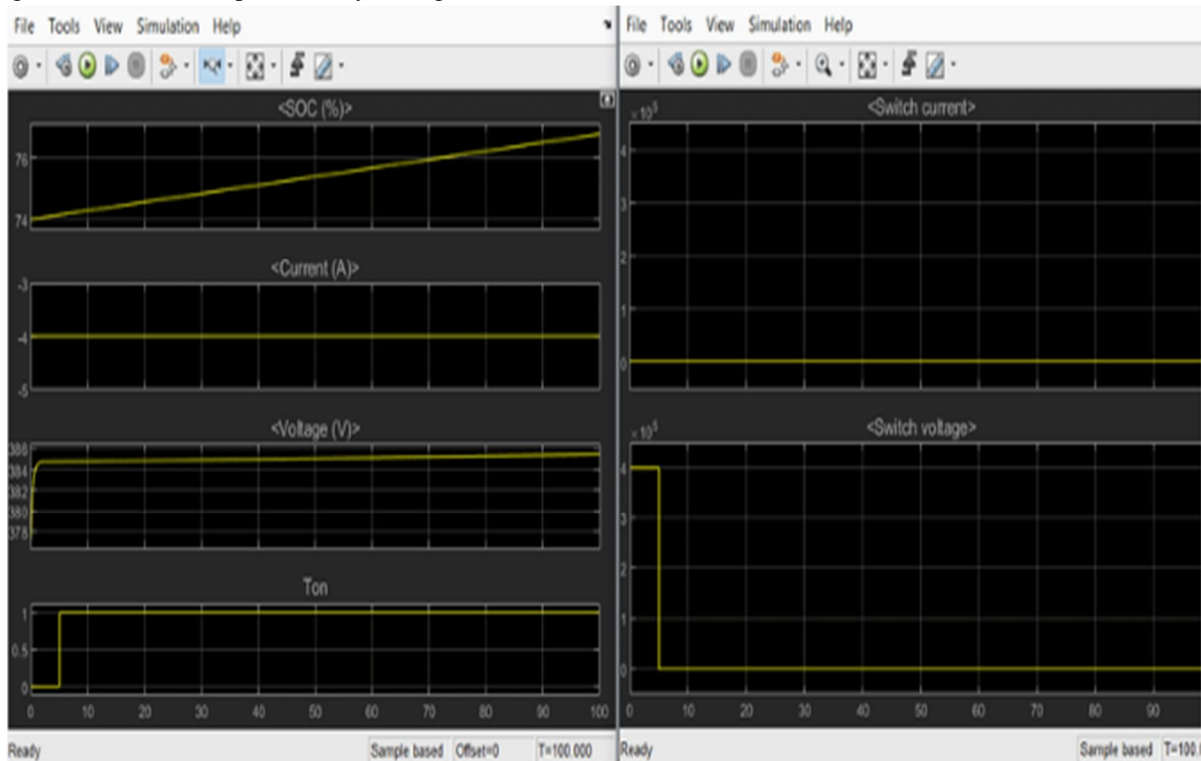 File Tools View Simulation Help
<SOC (%)>
76
74
<Current (A)>
-3
-4
-5
<Voltage (V)>
386
384
382
380
378
Ton
1
0.5
0
0 10 20 30 40 50 60 70 80 90 100
Ready Sample based Offset=0 T=100.000
File Tools View Simulation Help
<Switch current>
×10⁵
4
3
2
1
0
<Switch voltage>
×10⁵
4
3
2
1
0
0 10 20 30 40 50 60 70 80 90
Ready Sample based